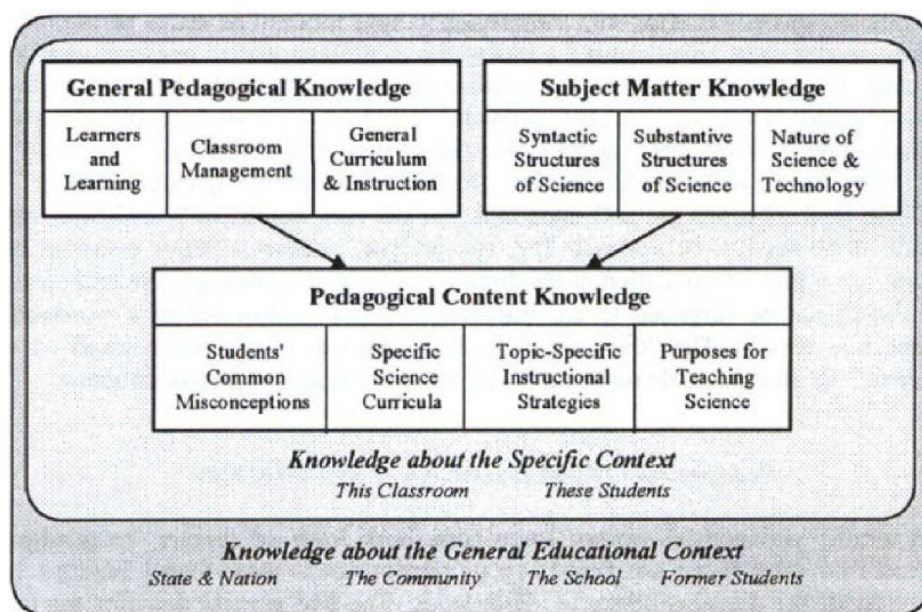 General Pedagogical Knowledge
Learners
and
Learning
Classroom
Management
General
Curriculum
& Instruction
Subject Matter Knowledge
Syntactic
Structures
of Science
Substantive
Structures
of Science
Nature of
Science &
Technology
Pedagogical Content Knowledge
Students'
Common
Misconceptions
Specific
Science
Curricula
Topic-Specific
Instructional
Strategies
Purposes for
Teaching
Science
Knowledge about the Specific Context
This Classroom These Students
Knowledge about the General Educational Context
State & Nation The Community The School Former Students